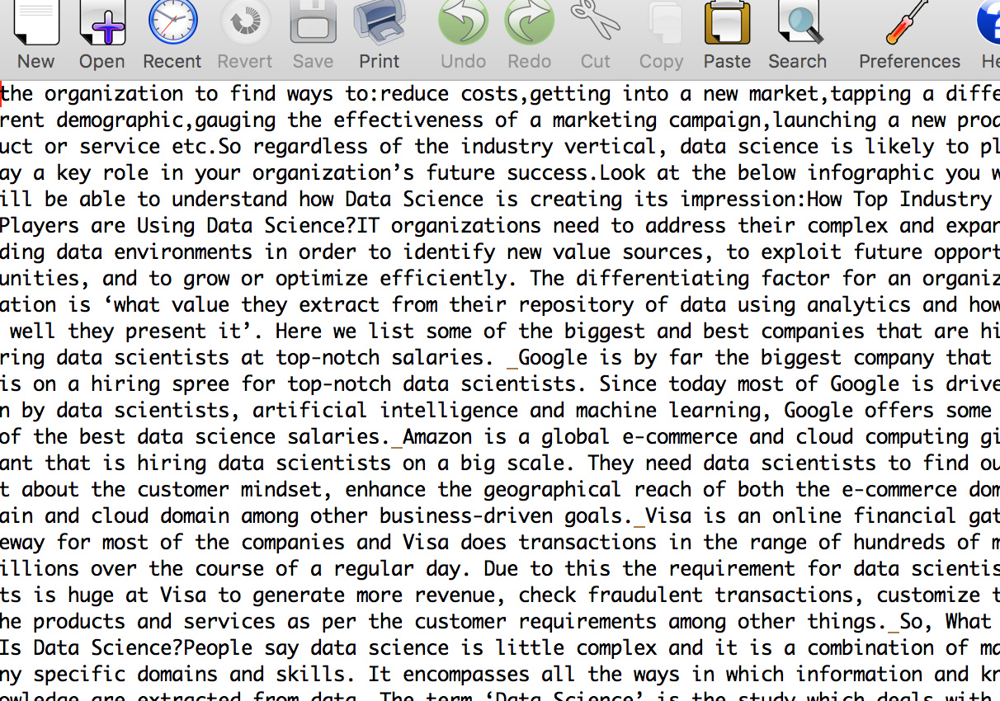 New Open Recent Revert Save Print Undo Redo Cut Copy Paste Search Preferences
the organization to find ways to:reduce costs,getting into a new market,tapping a diffe
rent demographic,gauging the effectiveness of a marketing campaign,launching a new prod
uct or service etc.So regardless of the industry vertical, data science is likely to pl
ay a key role in your organization’s future success.Look at the below infographic you w
ill be able to understand how Data Science is creating its impression:How Top Industry
Players are Using Data Science?IT organizations need to address their complex and expan
ding data environments in order to identify new value sources, to exploit future opport
unities, and to grow or optimize efficiently. The differentiating factor for an organiz
ation is ‘what value they extract from their repository of data using analytics and how
well they present it’. Here we list some of the biggest and best companies that are hi
ring data scientists at top-notch salaries. _Google is by far the biggest company that
is on a hiring spree for top-notch data scientists. Since today most of Google is drive
n by data scientists, artificial intelligence and machine learning, Google offers some
of the best data science salaries._Amazon is a global e-commerce and cloud computing gi
ant that is hiring data scientists on a big scale. They need data scientists to find ou
t about the customer mindset, enhance the geographical reach of both the e-commerce dom
ain and cloud domain among other business-driven goals._Visa is an online financial gat
eway for most of the companies and Visa does transactions in the range of hundreds of m
illions over the course of a regular day. Due to this the requirement for data scientis
ts is huge at Visa to generate more revenue, check fraudulent transactions, customize t
he products and services as per the customer requirements among other things._So, What
Is Data Science?People say data science is little complex and it is a combination of ma
ny specific domains and skills. It encompasses all the ways in which information and kn
owledge are extracted from data. The term ‘Data Science’ is the study which deals with